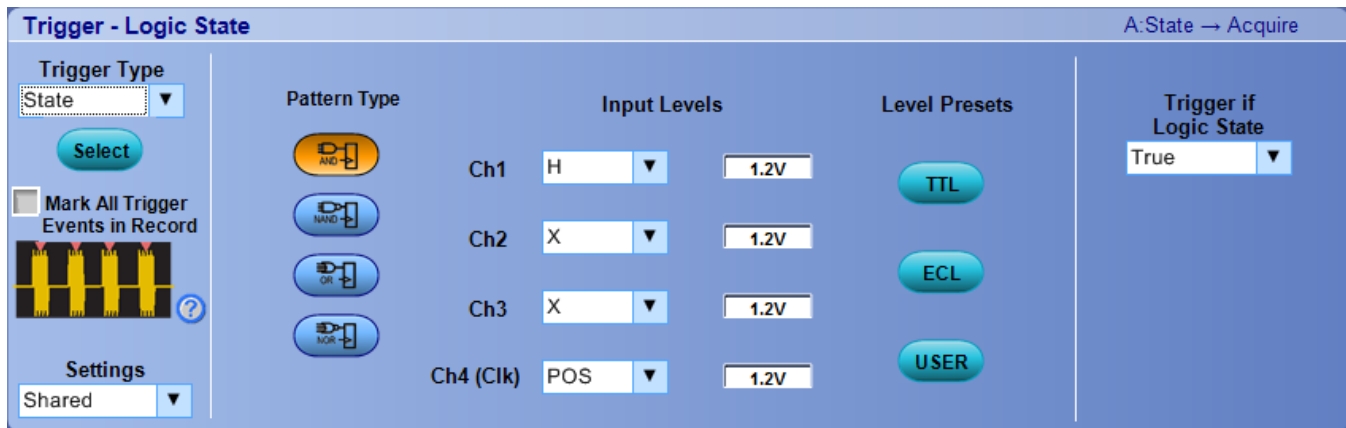 Trigger - Logic State
A:State → Acquire
Trigger Type
State
Select
Mark All Trigger
Events in Record
Settings
Shared
Pattern Type
AND
NAND
OR
NOR
Input Levels
Ch1 H 1.2V
Ch2 X 1.2V
Ch3 X 1.2V
Ch4 (Clk) POS 1.2V
Level Presets
TTL
ECL
USER
Trigger if
Logic State
True